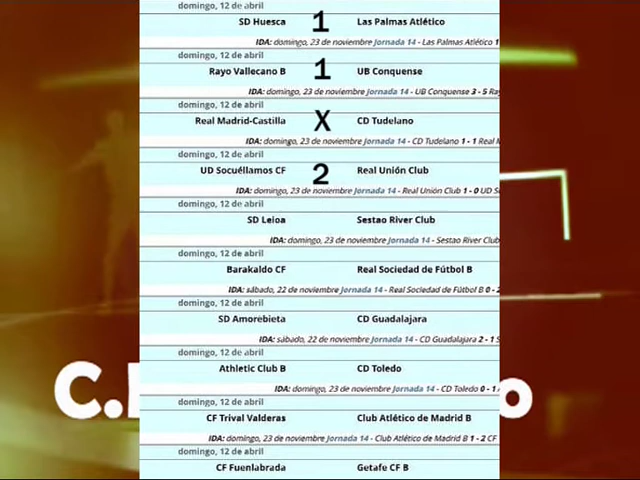 domingo, 12 de abril
SD Huesca 1 Las Palmas Atlético
IDA: domingo, 23 de noviembre Jornada 14 - Las Palmas Atlético 1
domingo, 12 de abril
Rayo Vallecano B 1 UB Conquense
IDA: domingo, 23 de noviembre Jornada 14 - UB Conquense 3 - 5 Ray
domingo, 12 de abril
Real Madrid-Castilla X CD Tudelano
IDA: domingo, 23 de noviembre Jornada 14 - CD Tudelano 1 - 1 Real M
domingo, 12 de abril
UD Socuéllamos CF 2 Real Unión Club
IDA: domingo, 23 de noviembre Jornada 14 - Real Unión Club 1 - 0 UD S
domingo, 12 de abril
SD Leioa Sestao River Club
IDA: domingo, 23 de noviembre Jornada 14 - Sestao River Club
domingo, 12 de abril
Barakaldo CF Real Sociedad de Fútbol B
IDA: sábado, 22 de noviembre Jornada 14 - Real Sociedad de Fútbol B 0 - 2
domingo, 12 de abril
SD Amorebieta CD Guadalajara
IDA: sábado, 22 de noviembre Jornada 14 - CD Guadalajara 2 - 1 S
domingo, 12 de abril
Athletic Club B CD Toledo
IDA: domingo, 23 de noviembre Jornada 14 - CD Toledo 0 - 1
C. o
domingo, 12 de abril
CF Trival Valderas Club Atlético de Madrid B
IDA: domingo, 23 de noviembre Jornada 14 - Club Atlético de Madrid B 1 - 2 CF
domingo, 12 de abril
CF Fuenlabrada Getafe CF B